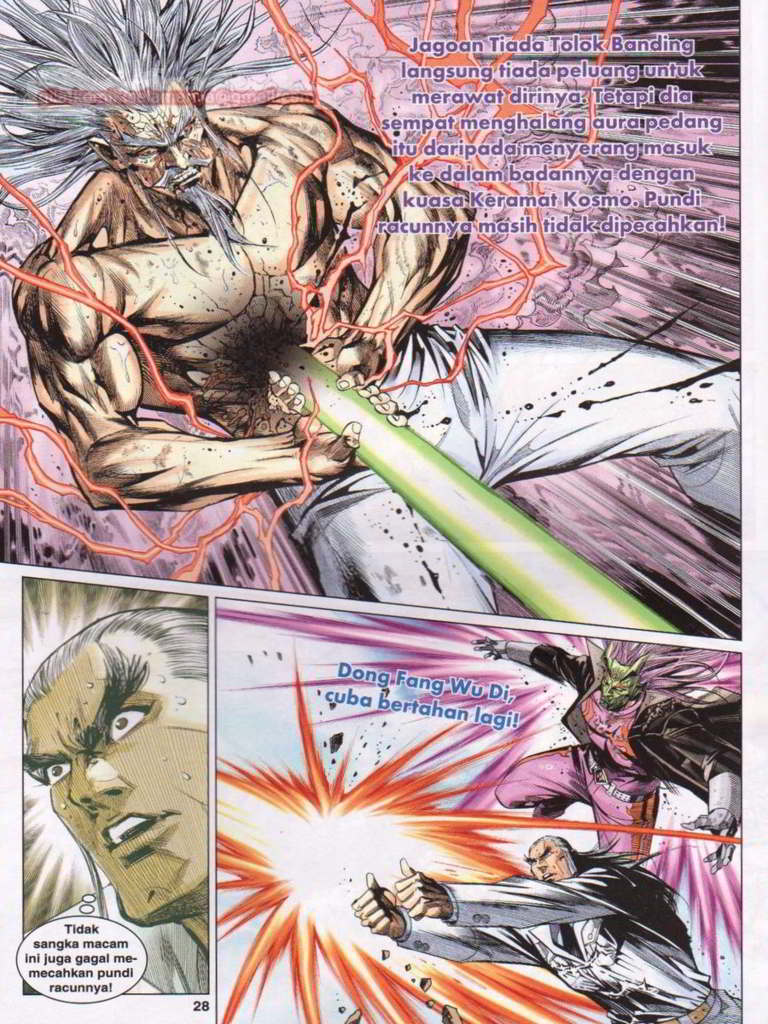 Jagoan Tiada Tolok Banding
langsung tiada peluang untuk
merawat dirinya. Tetapi dia
sempat menghalang aura pedang
itu daripada menyerang masuk
ke dalam badannya dengan
kuasa Keramat Kosmo. Pundi
racunnya masih tidak dipecahkan!
Dong Fang Wu Di,
cuba bertahan lagi!
Tidak
sangka macam
ini juga gagal me-
mecahkan pundi
racunnya!
28